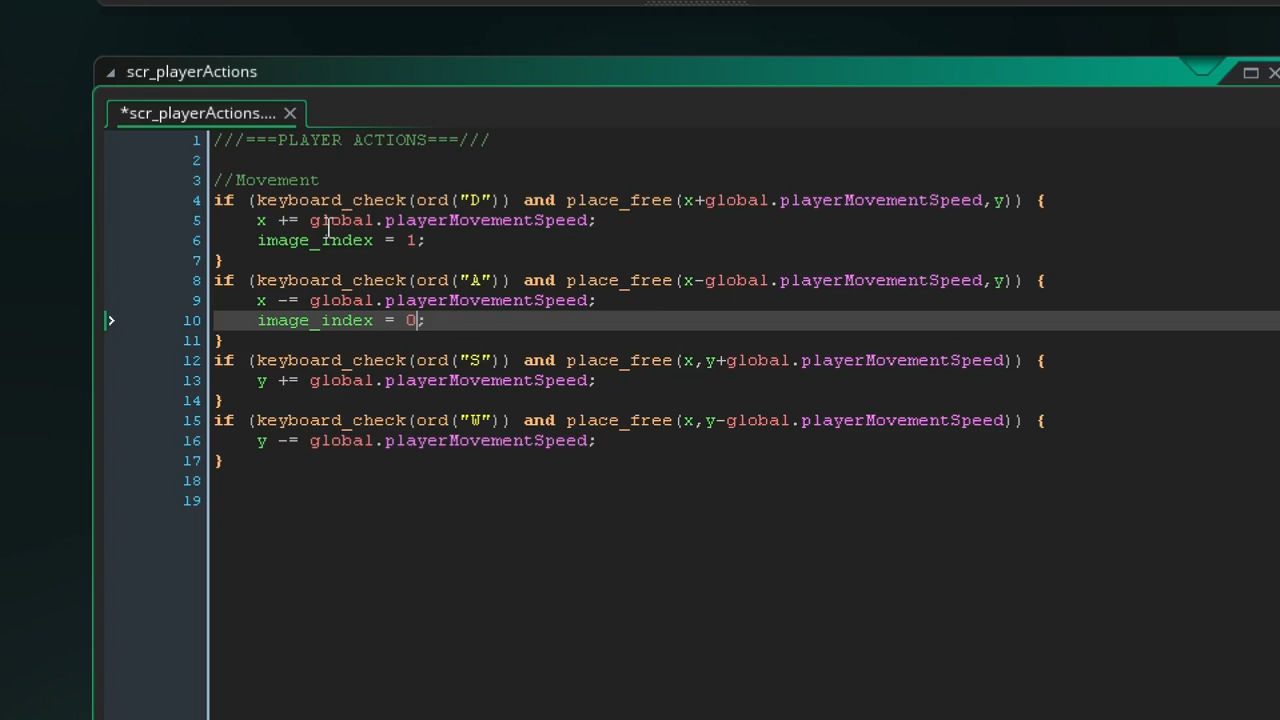 scr_playerActions
*scr_playerActions....
1 ///===PLAYER ACTIONS===///
2
3 //Movement
4 if (keyboard_check(ord("D")) and place_free(x+global.playerMovementSpeed,y)) {
5 x += global.playerMovementSpeed;
6 image_index = 1;
7 }
8 if (keyboard_check(ord("A")) and place_free(x-global.playerMovementSpeed,y)) {
9 x -= global.playerMovementSpeed;
10 image_index = 0;
11 }
12 if (keyboard_check(ord("S")) and place_free(x,y+global.playerMovementSpeed)) {
13 y += global.playerMovementSpeed;
14 }
15 if (keyboard_check(ord("W")) and place_free(x,y-global.playerMovementSpeed)) {
16 y -= global.playerMovementSpeed;
17 }
18
19